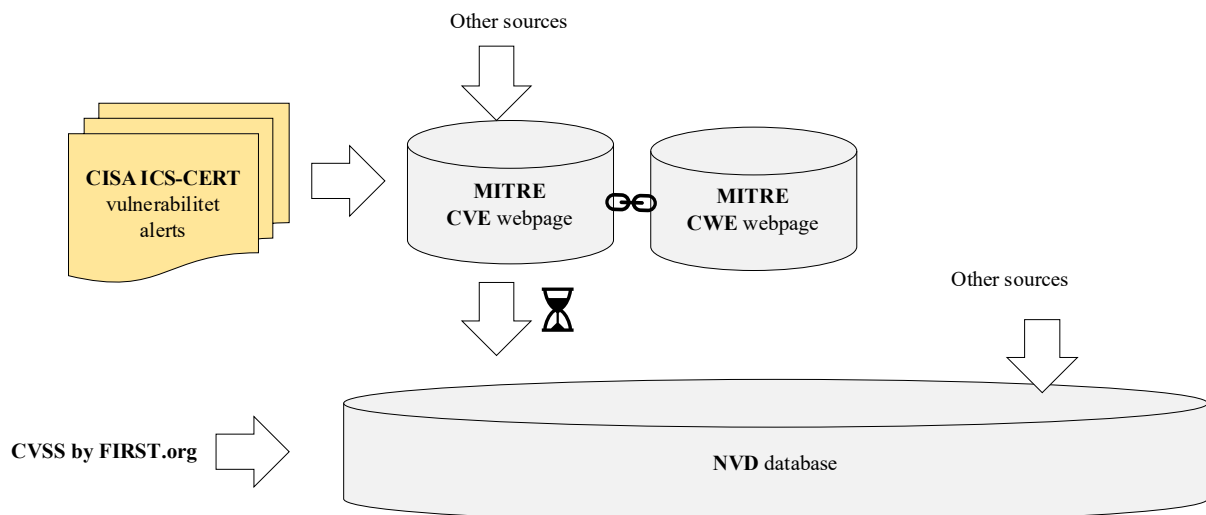 Other sources
CISA ICS-CERT
vulnerabilitet
alerts
MITRE
CVE webpage
MITRE
CWE webpage
Other sources
CVSS by FIRST.org
NVD database